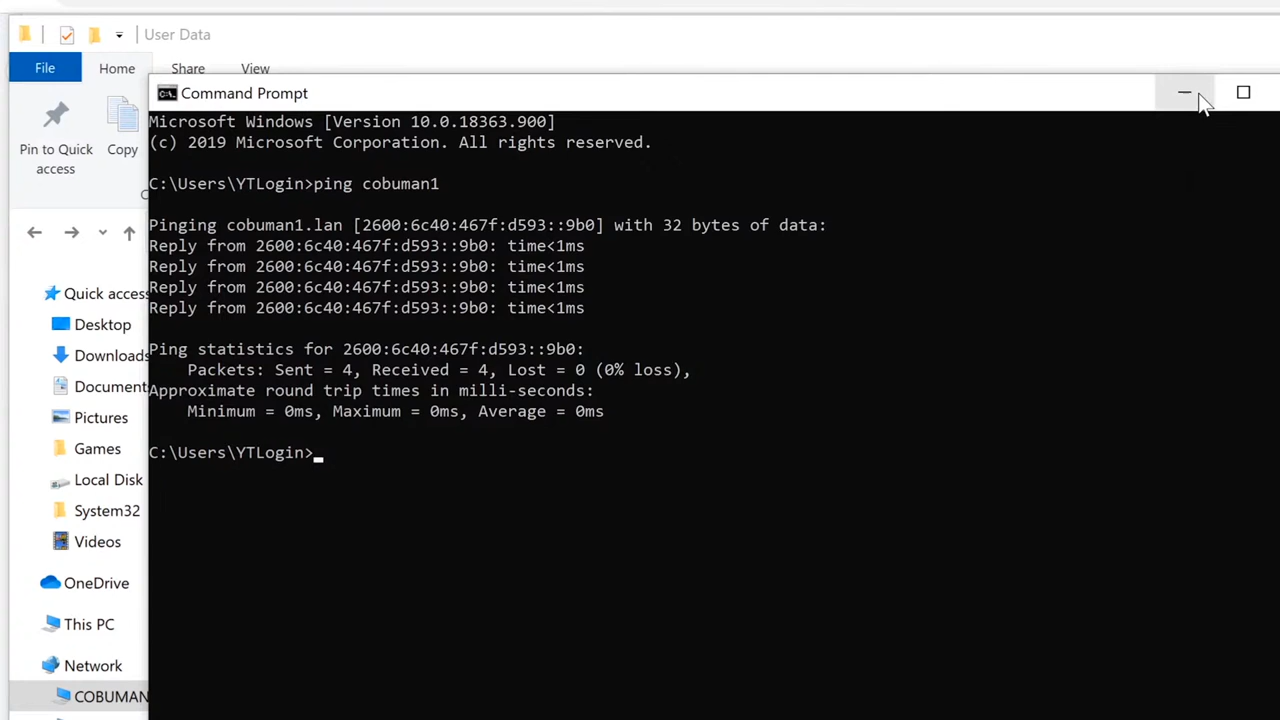 User Data
File
Home
Share
View
Pin to Quick
access
Copy
Command Prompt
Microsoft Windows [Version 10.0.18363.900]
(c) 2019 Microsoft Corporation. All rights reserved.
C:\Users\YTLogin>ping cobuman1
Pinging cobuman1.lan [2600:6c40:467f:d593::9b0] with 32 bytes of data:
Reply from 2600:6c40:467f:d593::9b0: time<1ms
Reply from 2600:6c40:467f:d593::9b0: time<1ms
Reply from 2600:6c40:467f:d593::9b0: time<1ms
Reply from 2600:6c40:467f:d593::9b0: time<1ms
Ping statistics for 2600:6c40:467f:d593::9b0:
Packets: Sent = 4, Received = 4, Lost = 0 (0% loss),
Approximate round trip times in milli-seconds:
Minimum = 0ms, Maximum = 0ms, Average = 0ms
C:\Users\YTLogin>
Quick access
Desktop
Downloads
Document
Pictures
Games
Local Disk
System32
Videos
OneDrive
This PC
Network
COBUMAN